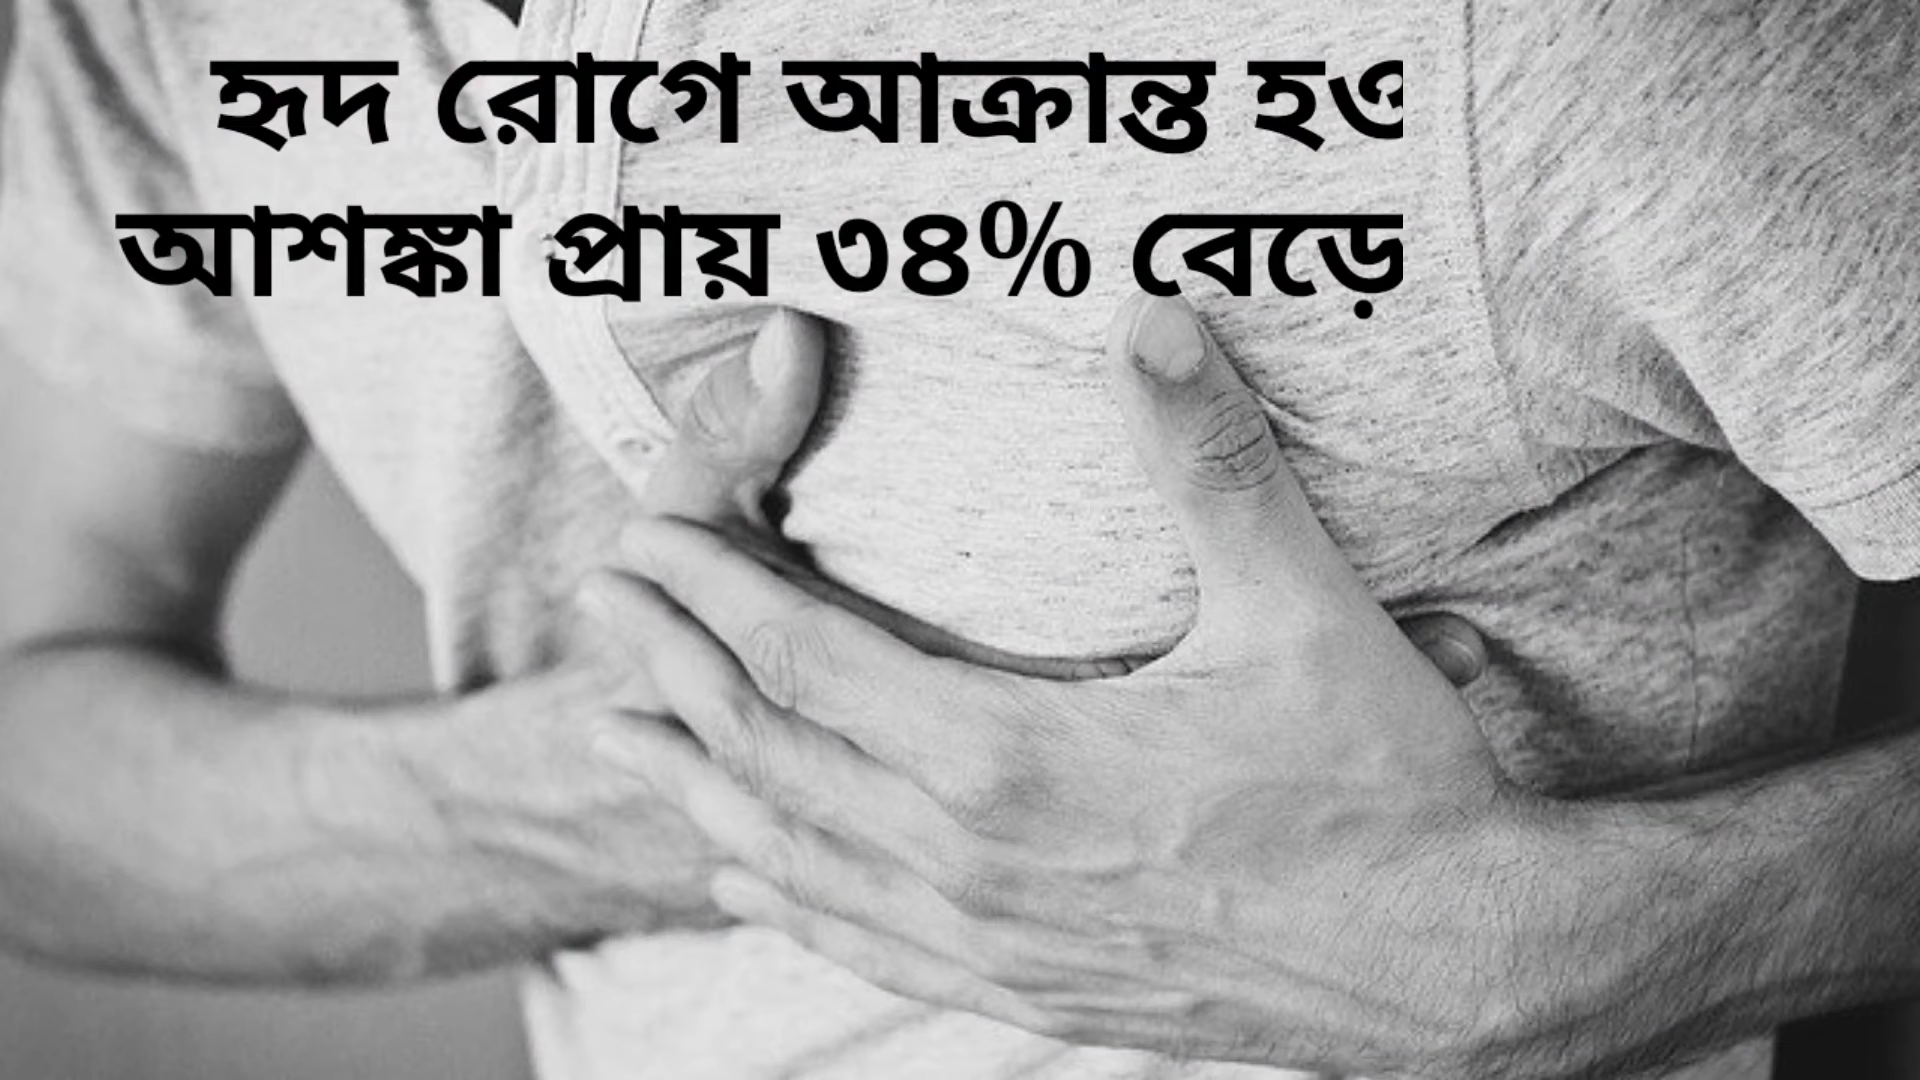 হৃদ রোগে আক্রান্ত হও
আশঙ্কা প্রায় ৩৪% বেড়ে